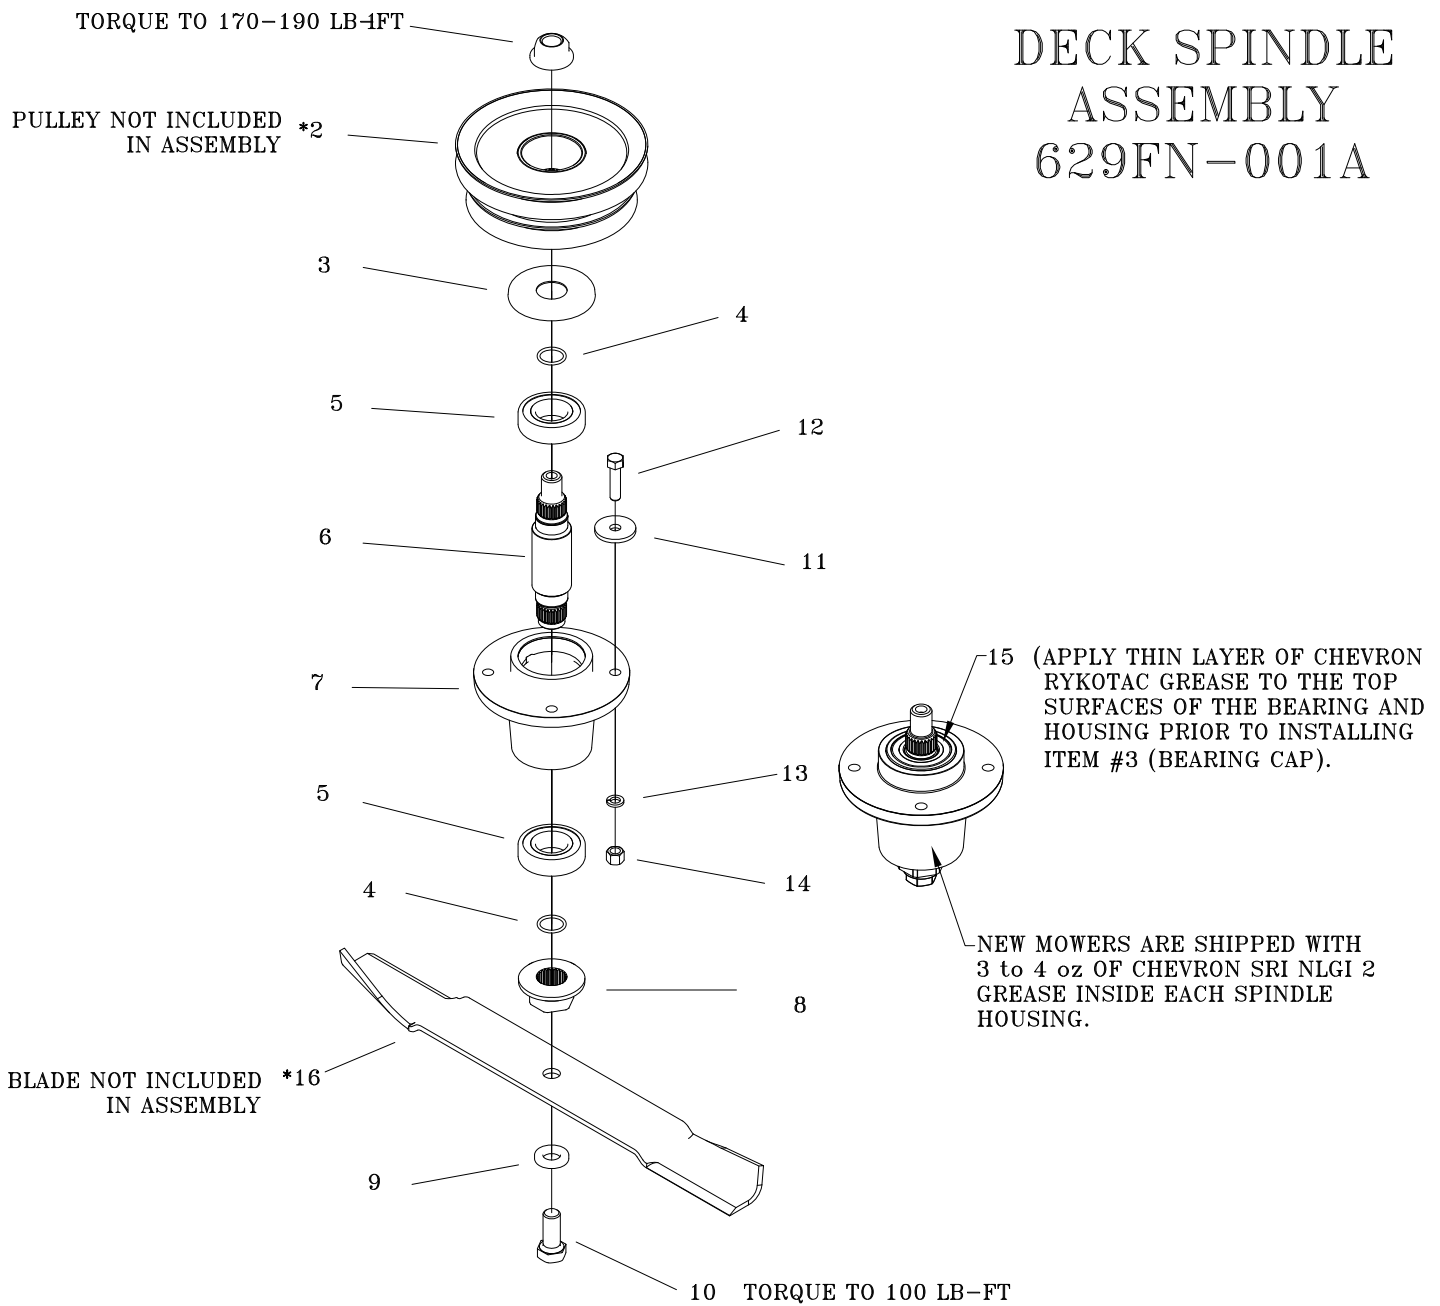 TORQUE TO 170-190 LB-FT
1
DECK SPINDLE
ASSEMBLY
629FN-001A
PULLEY NOT INCLUDED
IN ASSEMBLY
*2
3
4
5
12
6
11
7
15 (APPLY THIN LAYER OF CHEVRON
RYKOTAC GREASE TO THE TOP
SURFACES OF THE BEARING AND
HOUSING PRIOR TO INSTALLING
ITEM #3 (BEARING CAP).
13
5
14
4
NEW MOWERS ARE SHIPPED WITH
3 to 4 oz OF CHEVRON SRI NLGI 2
GREASE INSIDE EACH SPINDLE
HOUSING.
8
BLADE NOT INCLUDED
IN ASSEMBLY
*16
9
10 TORQUE TO 100 LB-FT